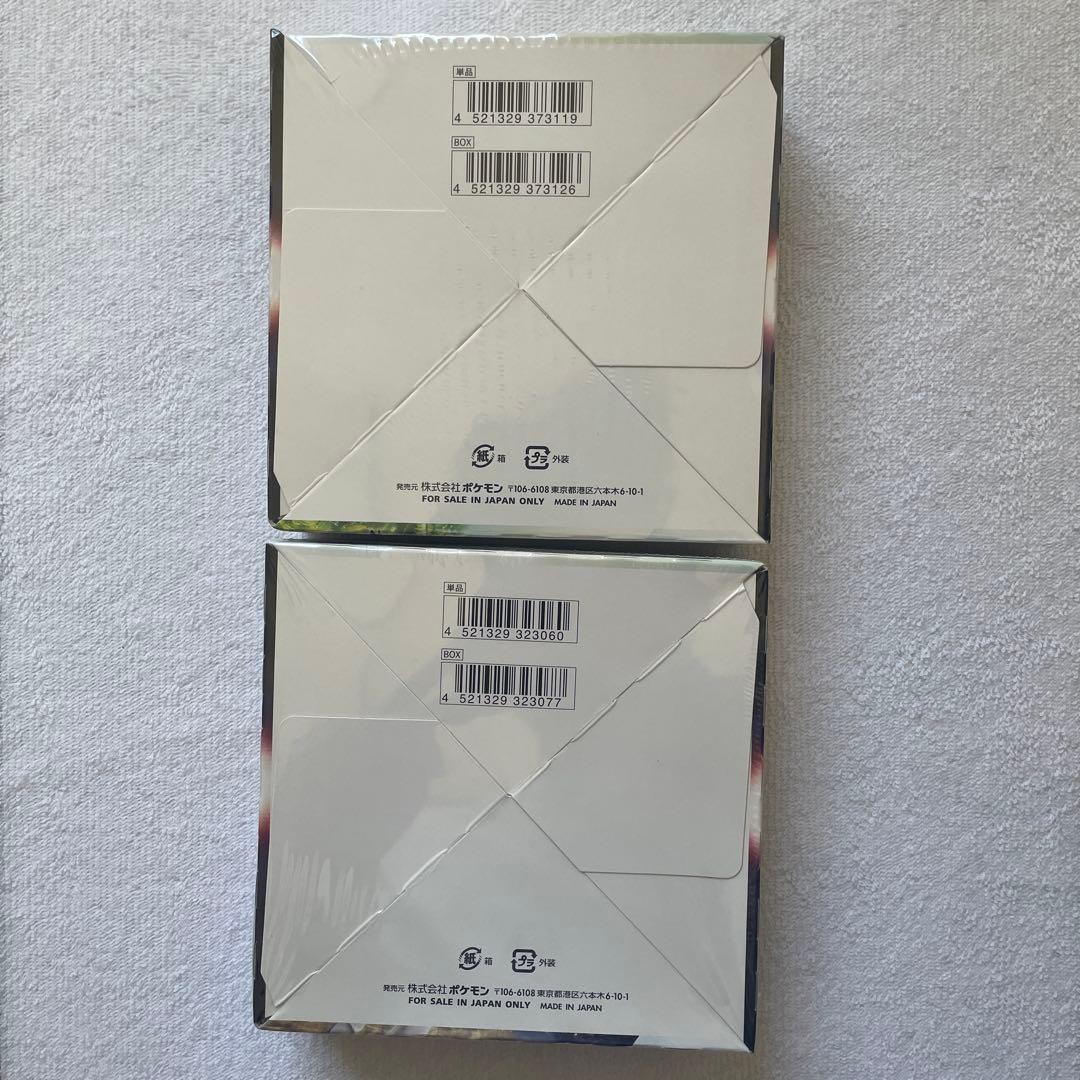 単品
4 521329 373119
BOX
4 521329 373126
紙 箱 プラ 外装
発売元 株式会社ポケモン 〒106-6108 東京都港区六本木6-10-1
FOR SALE IN JAPAN ONLY MADE IN JAPAN
単品
4 521329 323060
BOX
4 521329 323077
紙 箱 プラ 外装
発売元 株式会社ポケモン 〒106-6108 東京都港区六本木6-10-1
FOR SALE IN JAPAN ONLY MADE IN JAPAN